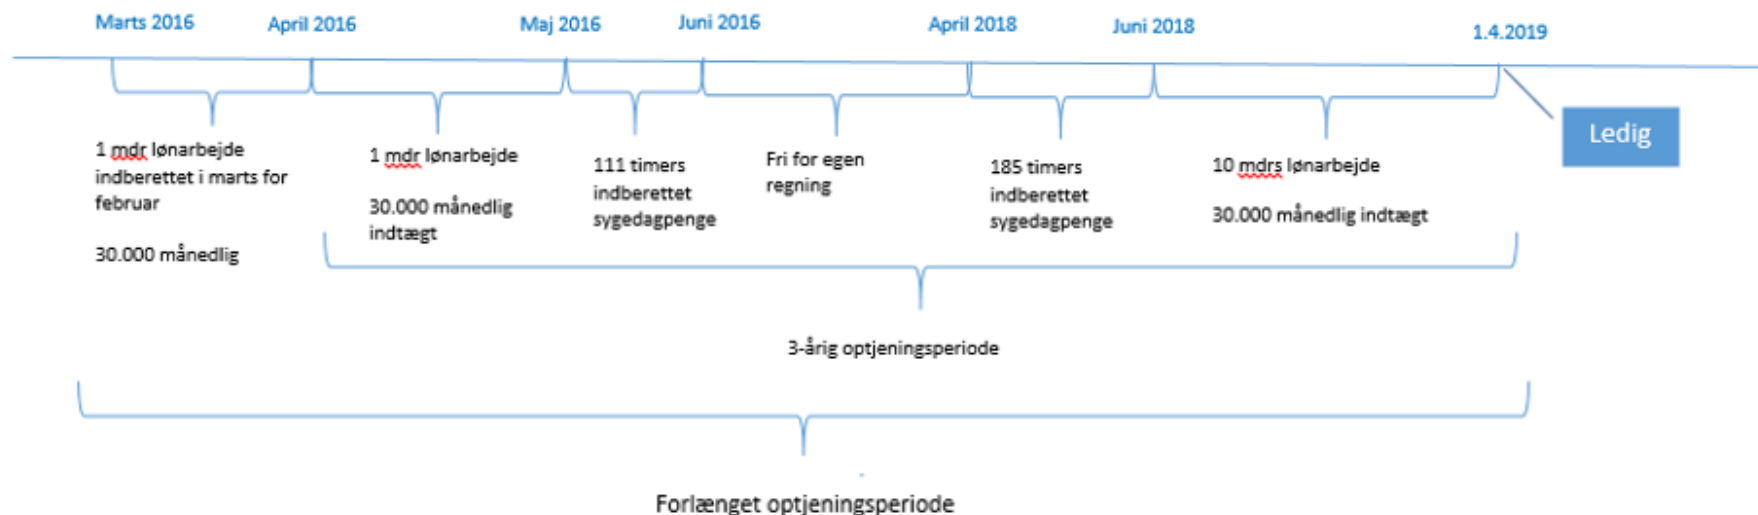 Marts 2016
April 2016
Maj 2016
Juni 2016
April 2018
Juni 2018
1.4.2019
Ledig
1 mdr lønarbejde
indberettet i marts for
februar
30.000 månedlig
1 mdr lønarbejde
30.000 månedlig
indtægt
111 timers
indberettet
sygedagpenge
Fri for egen
regning
185 timers
indberettet
sygedagpenge
10 mdrs lønarbejde
30.000 månedlig indtægt
3-årig optjeningsperiode
Forlænget optjeningsperiode